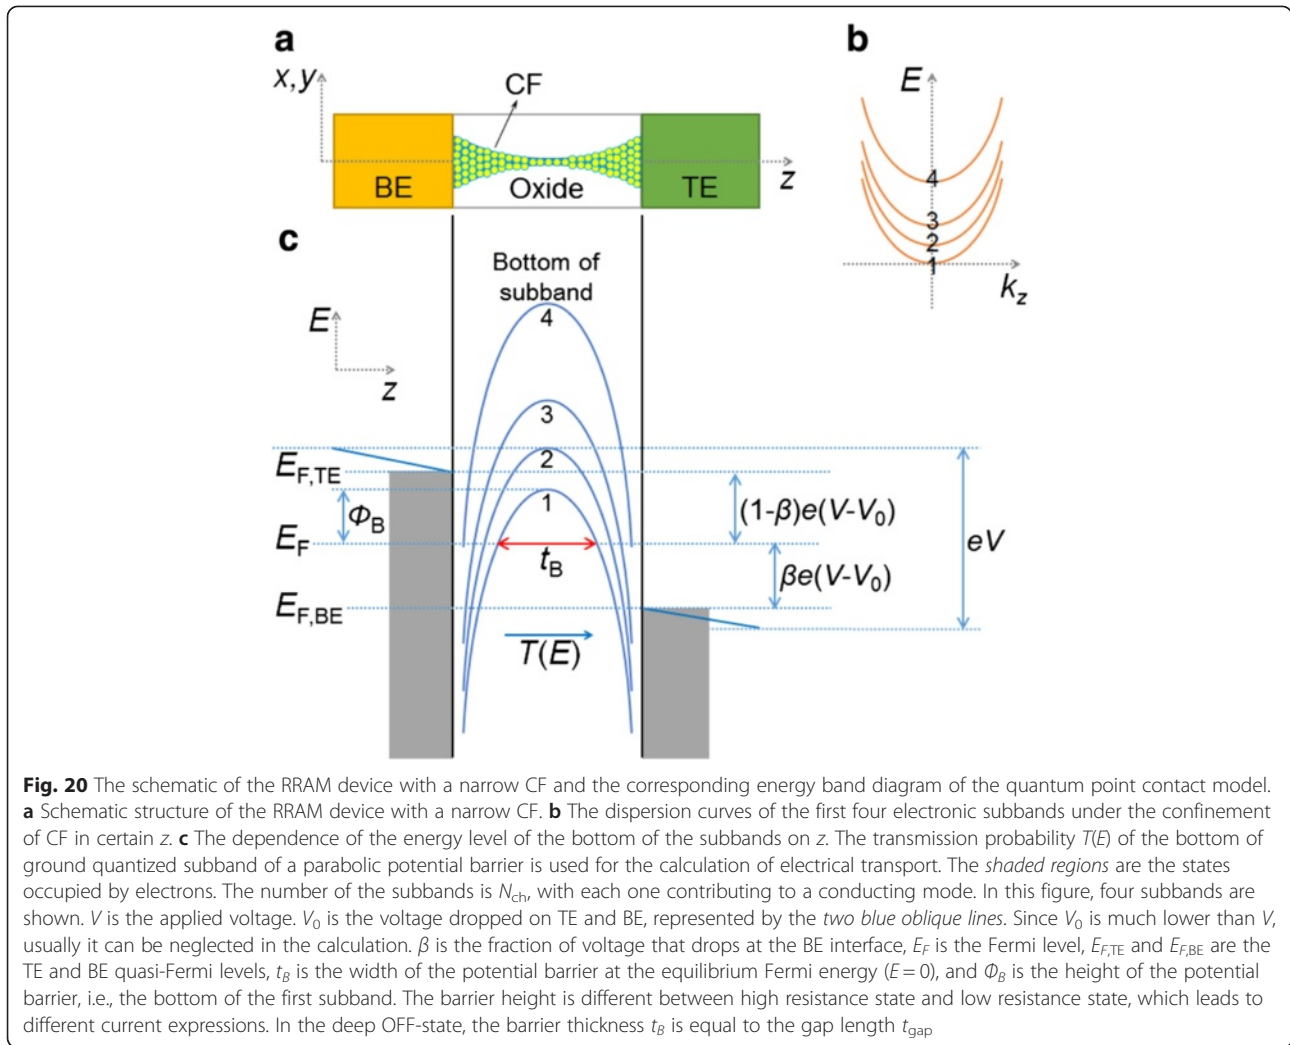 a
b
x,y
CF
E
BE
Oxide
TE
z
4
3
2
1
k_z
c
Bottom of
subband
4
E
z
3
2
E_F,TE
1
(1-β)e(V-V_0)
Φ_B
eV
E_F
t_B
βe(V-V_0)
E_F,BE
T(E)
Fig. 20 The schematic of the RRAM device with a narrow CF and the corresponding energy band diagram of the quantum point contact model.
a Schematic structure of the RRAM device with a narrow CF. b The dispersion curves of the first four electronic subbands under the confinement
of CF in certain z. c The dependence of the energy level of the bottom of the subbands on z. The transmission probability T(E) of the bottom of
ground quantized subband of a parabolic potential barrier is used for the calculation of electrical transport. The shaded regions are the states
occupied by electrons. The number of the subbands is N_ch, with each one contributing to a conducting mode. In this figure, four subbands are
shown. V is the applied voltage. V_0 is the voltage dropped on TE and BE, represented by the two blue oblique lines. Since V_0 is much lower than V,
usually it can be neglected in the calculation. β is the fraction of voltage that drops at the BE interface, E_F is the Fermi level, E_F,TE and E_F,BE are the
TE and BE quasi-Fermi levels, t_B is the width of the potential barrier at the equilibrium Fermi energy (E = 0), and Φ_B is the height of the potential
barrier, i.e., the bottom of the first subband. The barrier height is different between high resistance state and low resistance state, which leads to
different current expressions. In the deep OFF-state, the barrier thickness t_B is equal to the gap length t_gap